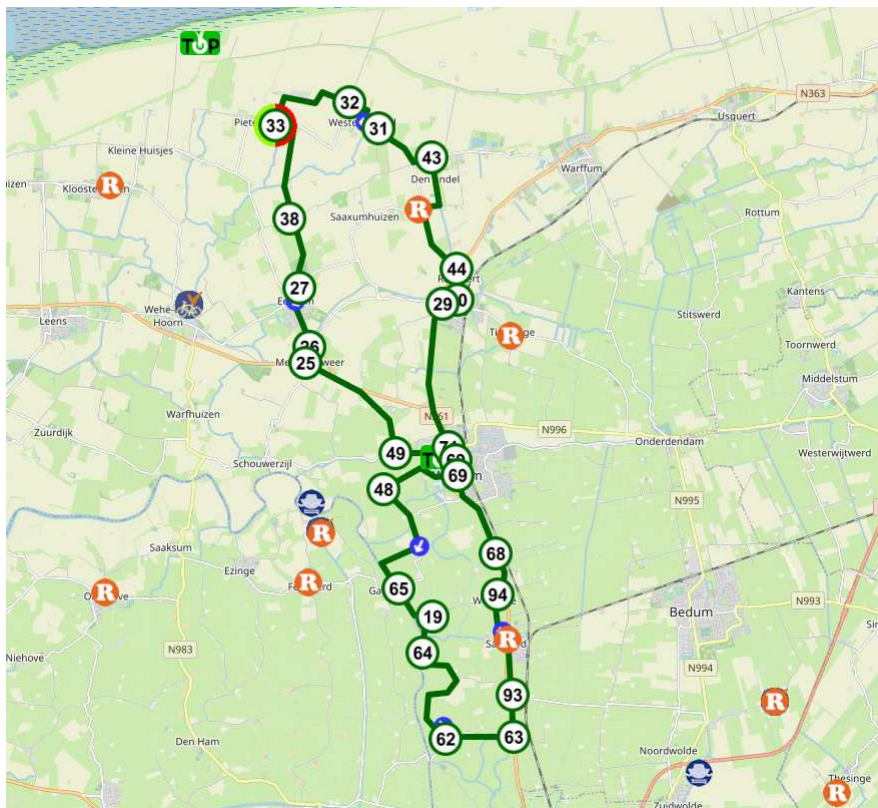 TOP
N363
Usquert
32
33
31
Kleine Huisjes
43
Warffum
R
R
Saaxumhuizen
38
Rottum
44
27
29
Kantens
Wehe-
Hoorn
Leens
Stitswerd
R
Toornwerd
25
Middelstum
Warfhuizen
Zuurdijk
N996
Onderdendam
49
Westerwijtwerd
Schouwerzijl
69
48
N995
R
Saaksum
68
Ezinge
R
65
94
R
N993
19
Bedum
R
Niehove
N983
64
N994
93
R
Den Ham
62
63
Noordwolde
Thesinge
Zuidwolde
R